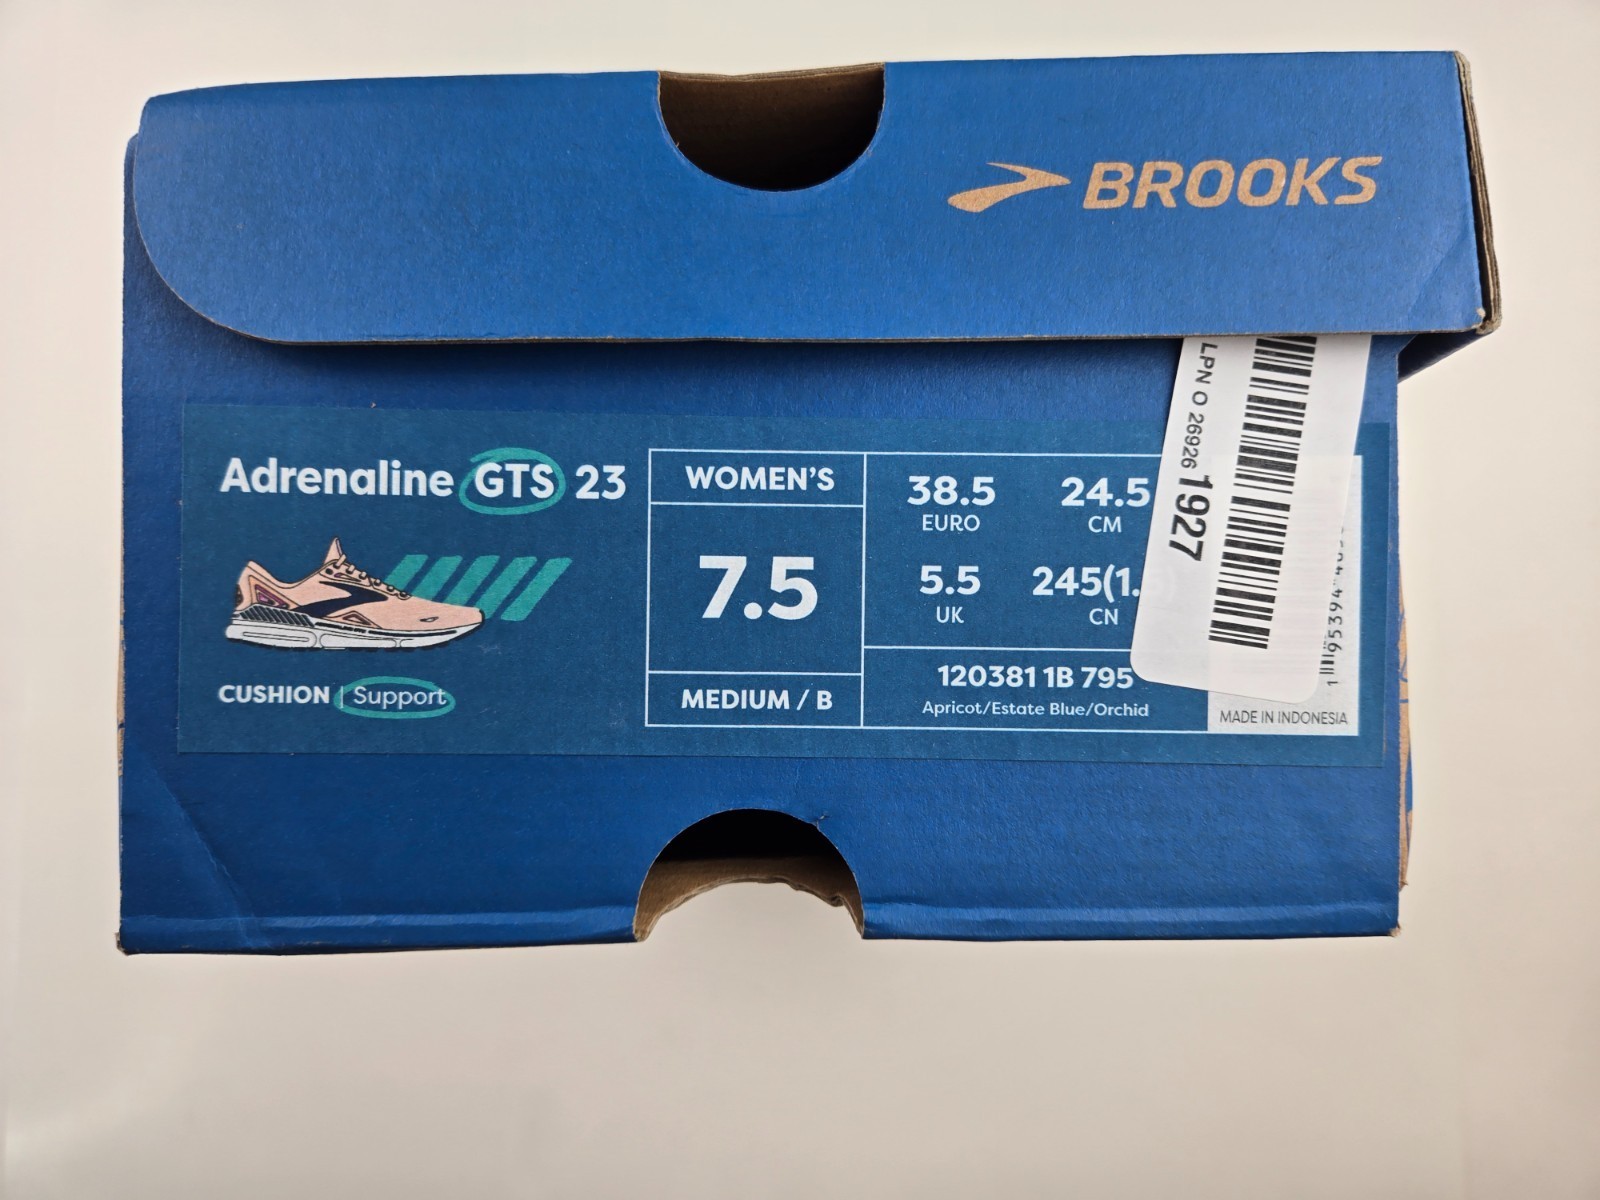 BROOKS
LPN O 26926 1927
Adrenaline GTS 23
CUSHION | Support
WOMEN'S
7.5
MEDIUM / B
38.5
EURO
24.5
CM
5.5
UK
245(1.
CN
120381 1B 795
Apricot/Estate Blue/Orchid
MADE IN INDONESIA